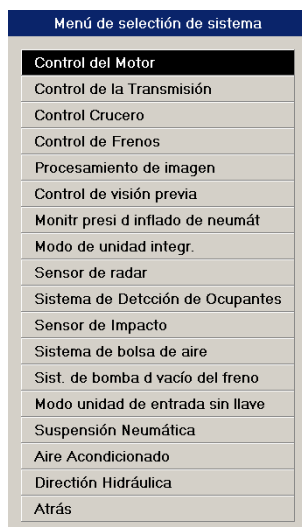 Menú de selección de sistema
Control del Motor
Control de la Transmisión
Control Crucero
Control de Frenos
Procesamiento de imagen
Control de visión previa
Monitr presi d inflado de neumát
Modo de unidad integr.
Sensor de radar
Sistema de Detcción de Ocupantes
Sensor de Impacto
Sistema de bolsa de aire
Sist. de bomba d vacío del freno
Modo unidad de entrada sin llave
Suspensión Neumática
Aire Acondicionado
Directión Hidráulica
Atrás